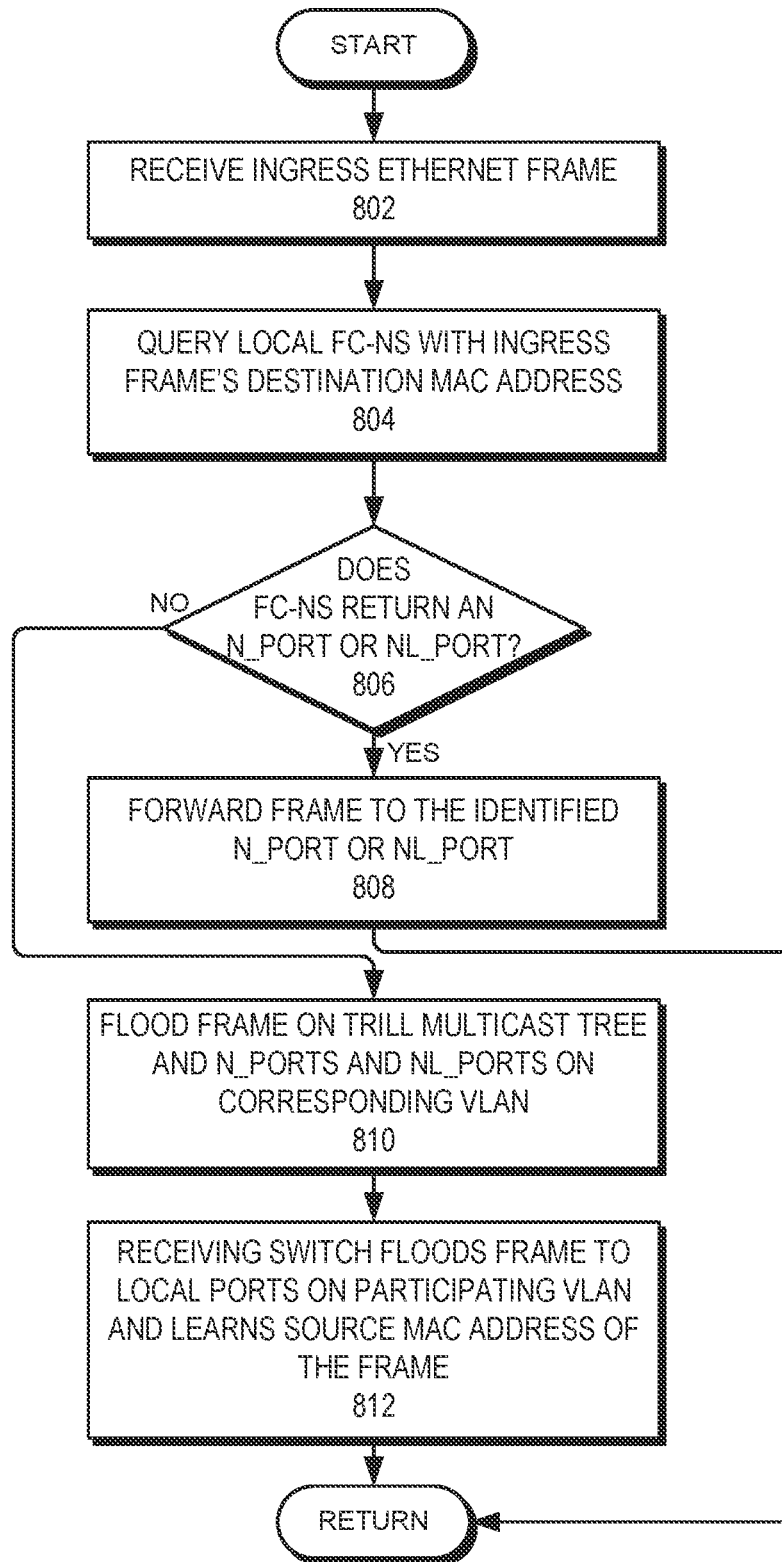 START
RECEIVE INGRESS ETHERNET FRAME
802
QUERY LOCAL FC-NS WITH INGRESS
FRAME'S DESTINATION MAC ADDRESS
804
DOES
FC-NS RETURN AN
N_PORT OR NL_PORT?
806
NO
YES
FORWARD FRAME TO THE IDENTIFIED
N_PORT OR NL_PORT
808
FLOOD FRAME ON TRILL MULTICAST TREE
AND N_PORTS AND NL_PORTS ON
CORRESPONDING VLAN
810
RECEIVING SWITCH FLOODS FRAME TO
LOCAL PORTS ON PARTICIPATING VLAN
AND LEARNS SOURCE MAC ADDRESS OF
THE FRAME
812
RETURN